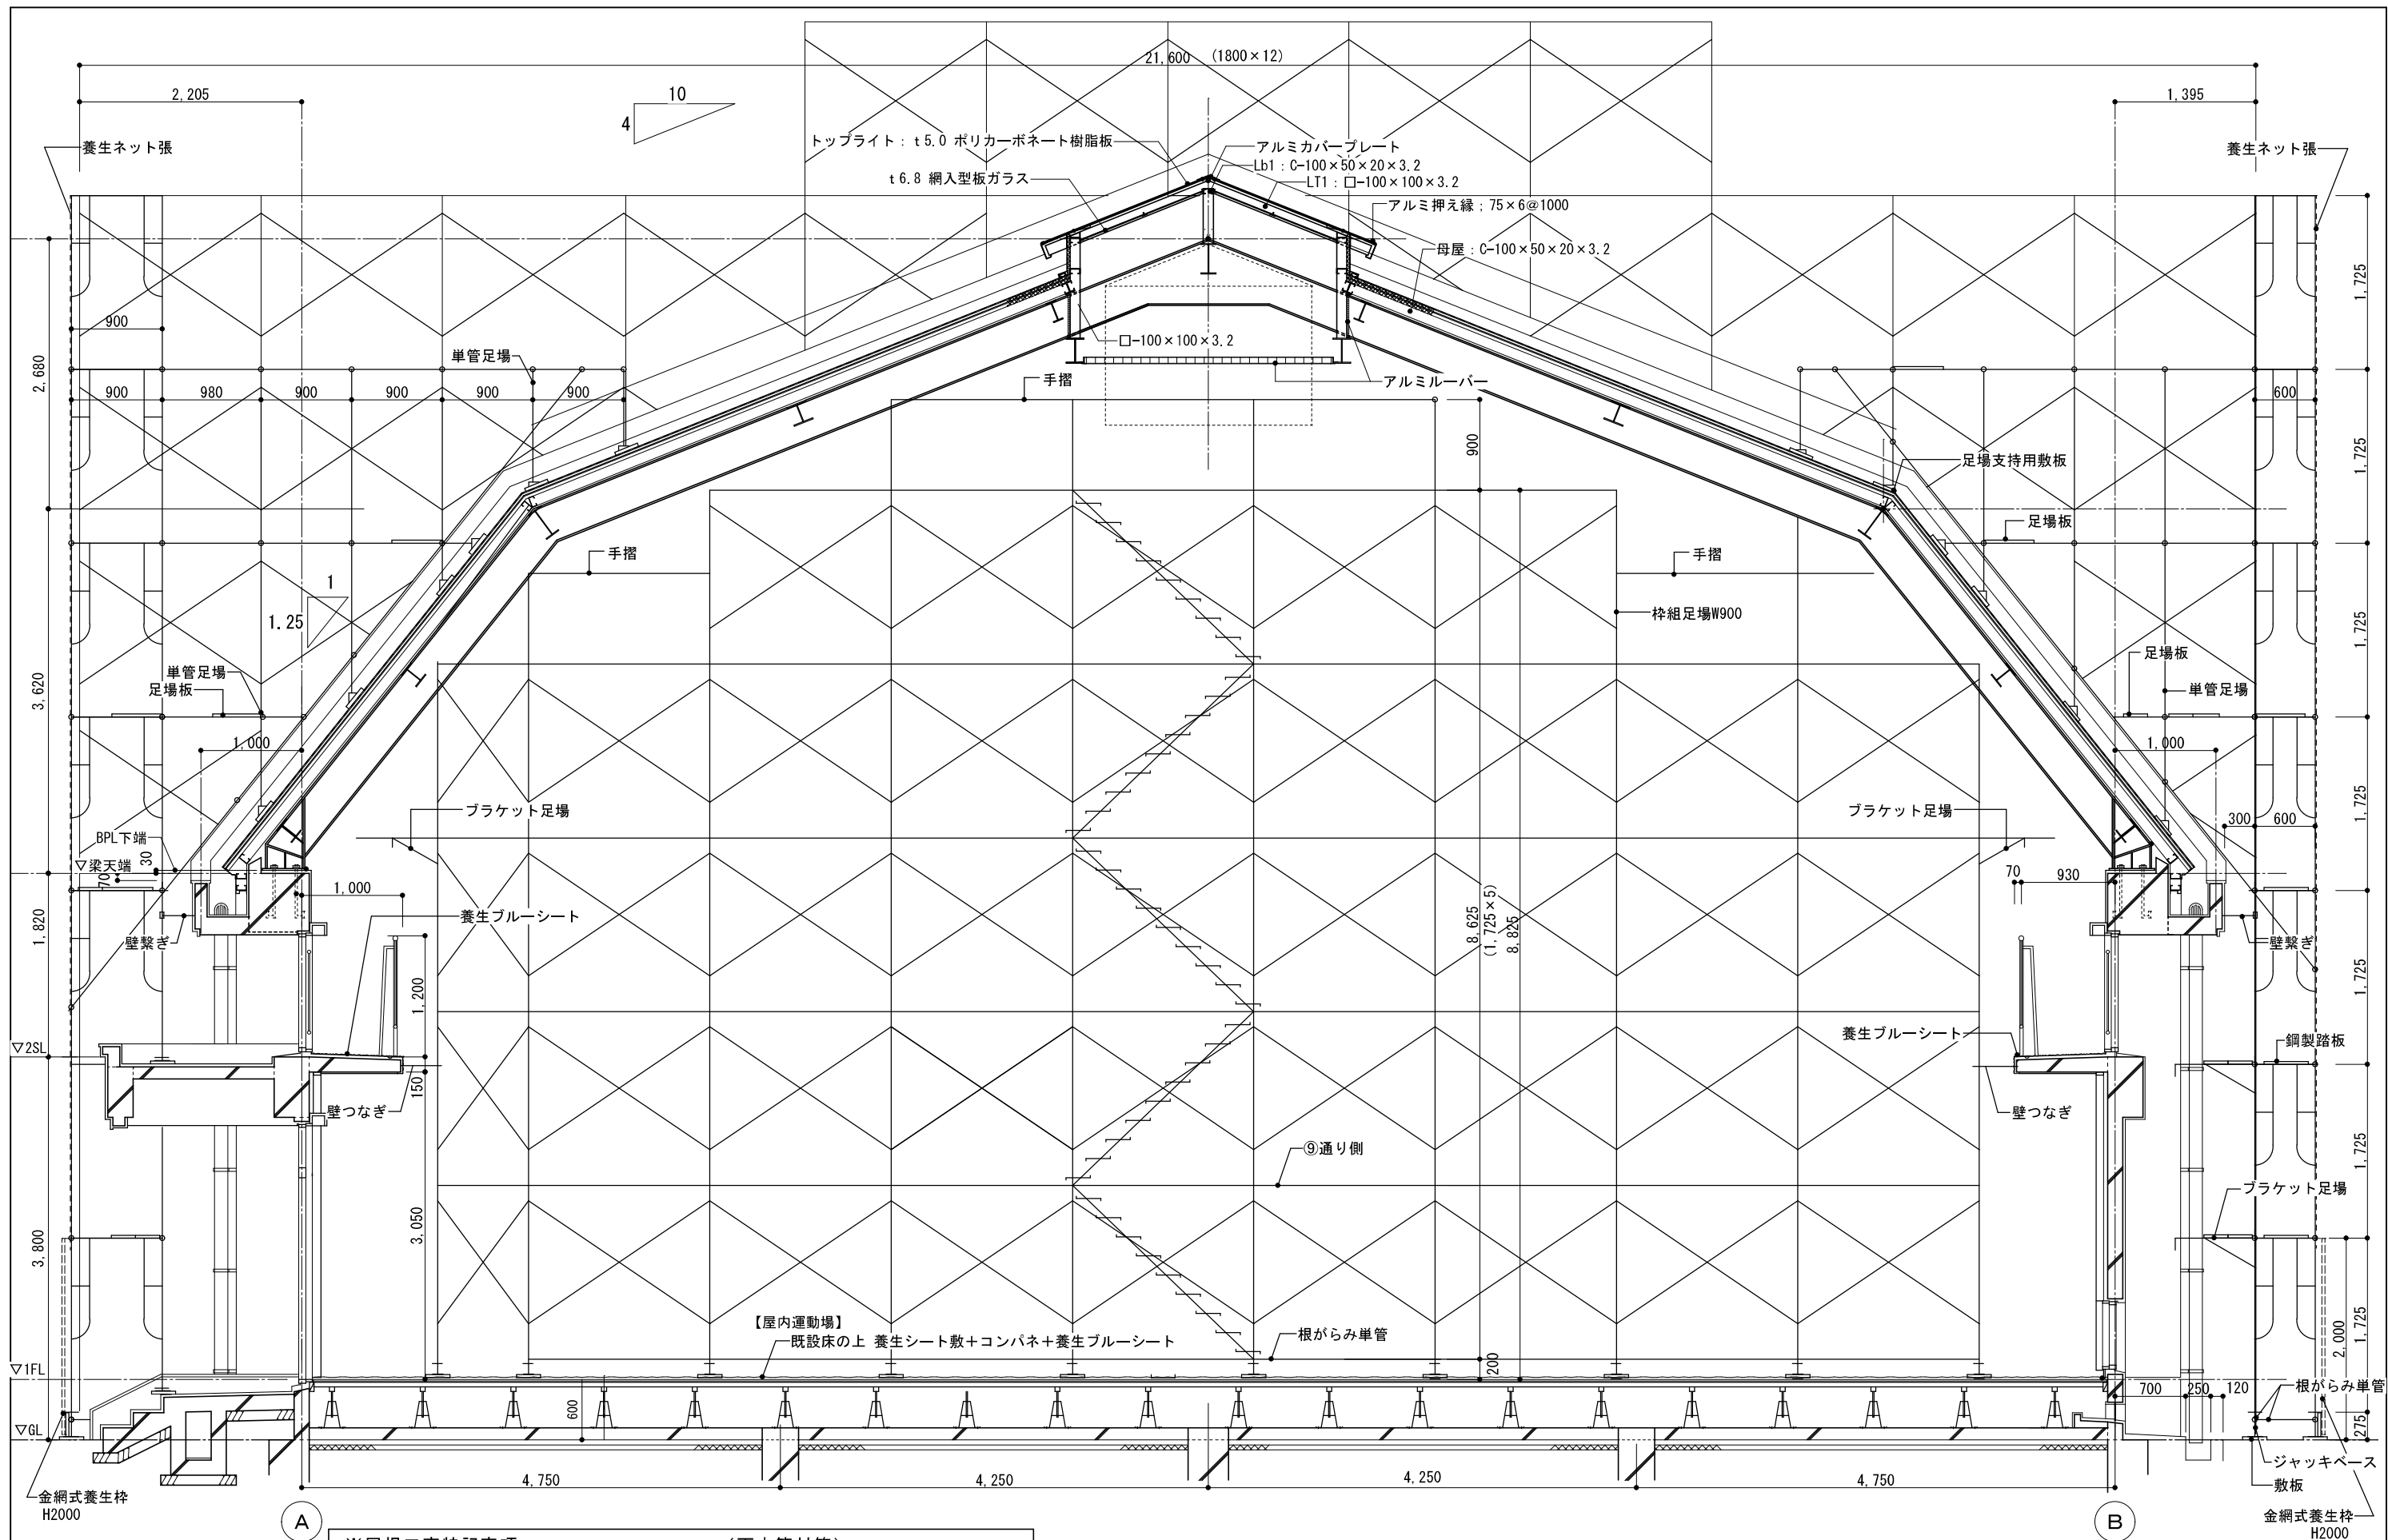 21,600 (1800×12)
2,205
10
4
1,395
養生ネット張
トップライト：t5.0 ポリカーボネート樹脂板
アルミカバープレート
養生ネット張
Lb1：C-100×50×20×3.2
t6.8 網入型板ガラス
LT1：□-100×100×3.2
アルミ押え縁；75×6@1000
母屋：C-100×50×20×3.2
1,725
900
□-100×100×3.2
単管足場
2,680
手摺
アルミルーバー
900
980
900
900
900
900
600
900
1,725
足場支持用敷板
足場板
手摺
手摺
1
1.25
枠組足場W900
1,725
足場板
単管足場
足場板
3,620
単管足場
1,000
1,000
ブラケット足場
ブラケット足場
1,725
300
600
BPL下端
▽梁天端
30
70
1,000
70
930
養生ブルーシート
8,625
(1,725×5)
8,825
1,820
壁繋ぎ
壁繋ぎ
1,725
1,200
養生ブルーシート
鋼製踏板
▽2SL
150
壁つなぎ
壁つなぎ
⑨通り側
1,725
ブラケット足場
3,050
3,800
【屋内運動場】
既設床の上 養生シート敷＋コンパネ＋養生ブルーシート
根がらみ単管
2,000
1,725
▽1FL
200
600
700
250
120
根がらみ単管
275
▽GL
ジャッキベース
4,750
4,250
4,250
4,750
敷板
金網式養生枠
H2000
金網式養生枠
H2000
A
B